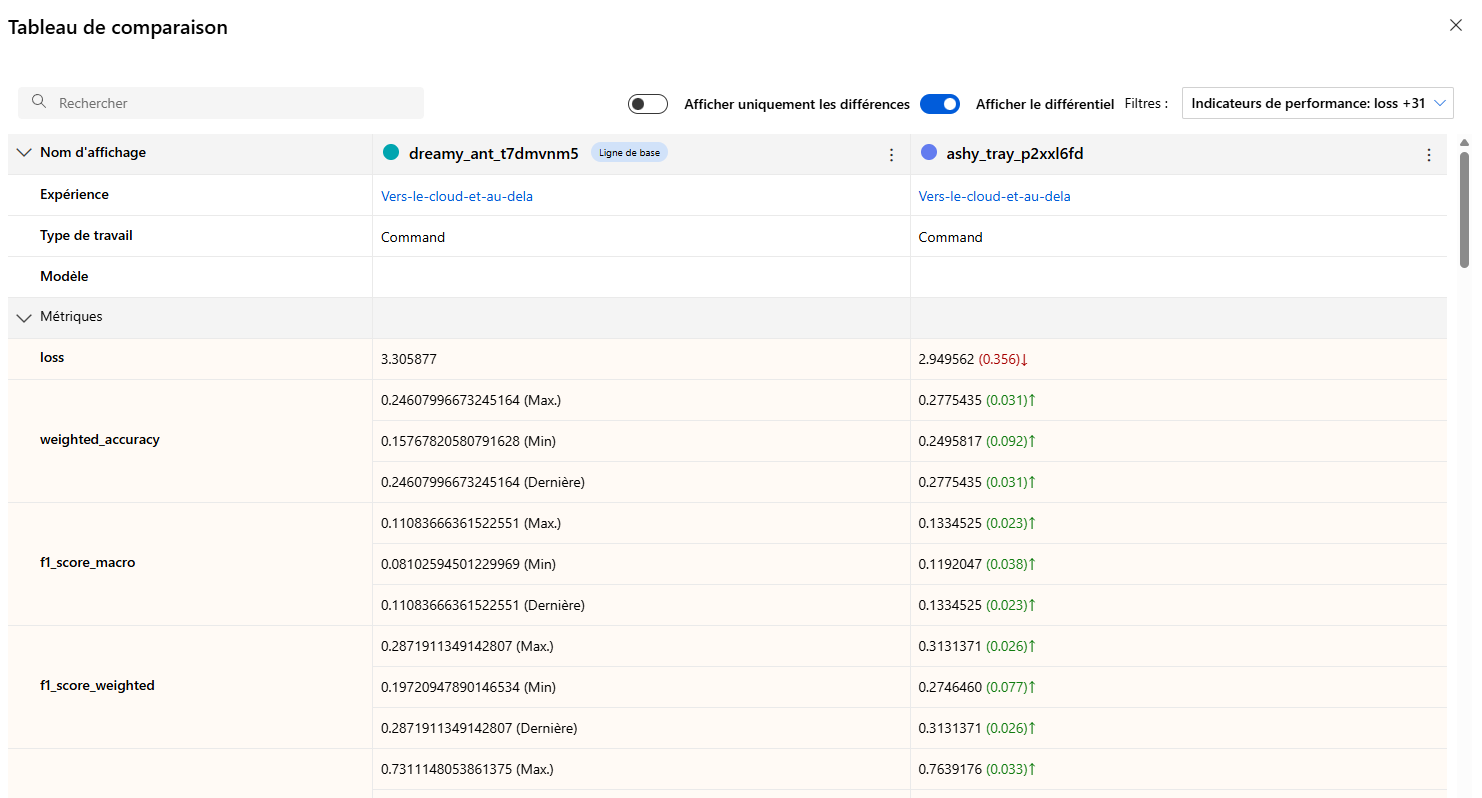 Tableau de comparaison
Rechercher
Afficher uniquement les différences
Afficher le différentiel
Filtres :
Indicateurs de performance: loss +31
Nom d'affichage
dreamy_ant_t7dmvnm5
Ligne de base
ashy_tray_p2xxl6fd
Expérience
Vers-le-cloud-et-au-dela
Vers-le-cloud-et-au-dela
Type de travail
Command
Command
Modèle
Métriques
loss
3.305877
2.949562 (0.356)↓
weighted_accuracy
0.24607996673245164 (Max.)
0.2775435 (0.031)↑
0.15767820580791628 (Min)
0.2495817 (0.092)↑
0.24607996673245164 (Dernière)
0.2775435 (0.031)↑
f1_score_macro
0.11083666361522551 (Max.)
0.1334525 (0.023)↑
0.08102594501229969 (Min)
0.1192047 (0.038)↑
0.11083666361522551 (Dernière)
0.1334525 (0.023)↑
f1_score_weighted
0.2871911349142807 (Max.)
0.3131371 (0.026)↑
0.19720947890146534 (Min)
0.2746460 (0.077)↑
0.2871911349142807 (Dernière)
0.3131371 (0.026)↑
0.7311148053861375 (Max.)
0.7639176 (0.033)↑